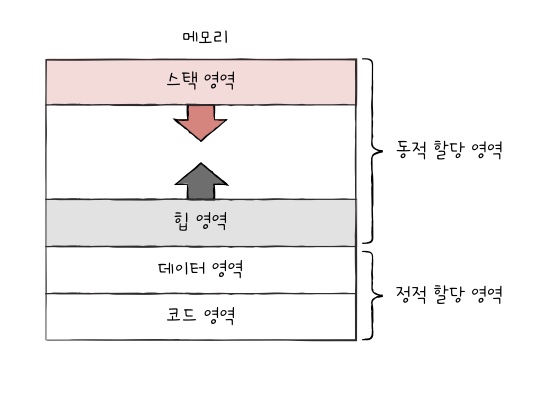 메모리
스택 영역
동적 할당 영역
힙 영역
데이터 영역
정적 할당 영역
코드 영역